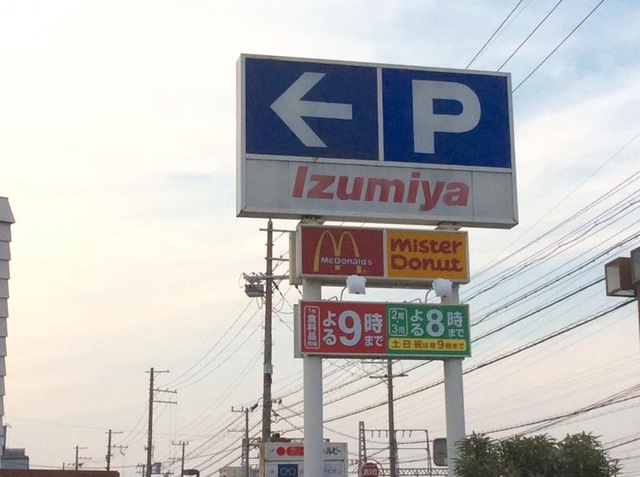 ← P
Izumiya
McDonald's
Mister Donut
1階 食料品 よる9時まで
2階 3階 よる8時まで
土・日・祝は夜9時まで